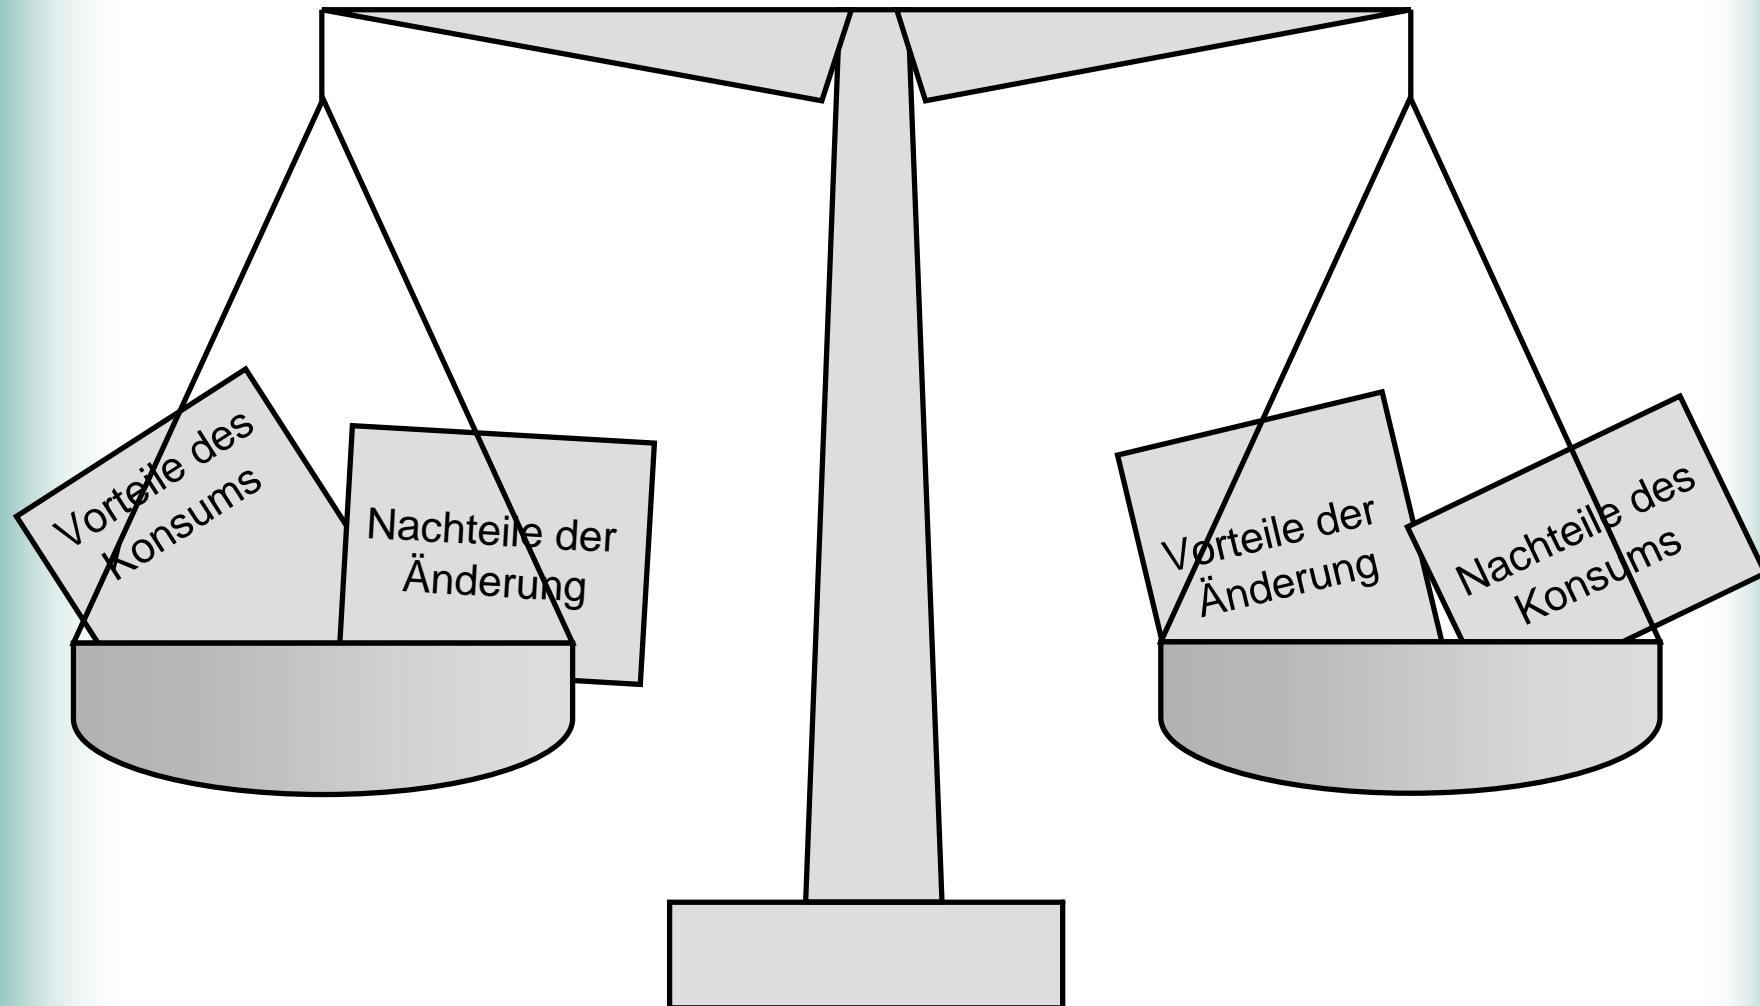 Vorteile des
Konsums
Nachteile der
Änderung
Vorteile der
Änderung
Nachteile des
Konsums